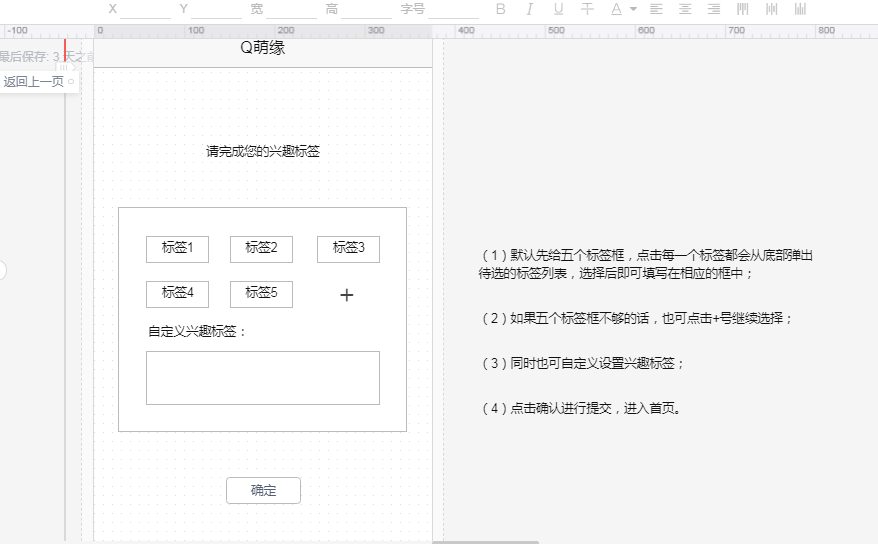 X Y 宽 高 字号 B I U 干 A
-100 0 100 200 300 400 500 600 700 800
最后保存: 3 天之前
返回上一页
Q萌缘
请完成您的兴趣标签
标签1 标签2 标签3
标签4 标签5 +
自定义兴趣标签：
确定
（1）默认先给五个标签框，点击每一个标签都会从底部弹出
待选的标签列表，选择后即可填写在相应的框中；
（2）如果五个标签框不够的话，也可点击+号继续选择；
（3）同时也可自定义设置兴趣标签；
（4）点击确认进行提交，进入首页。